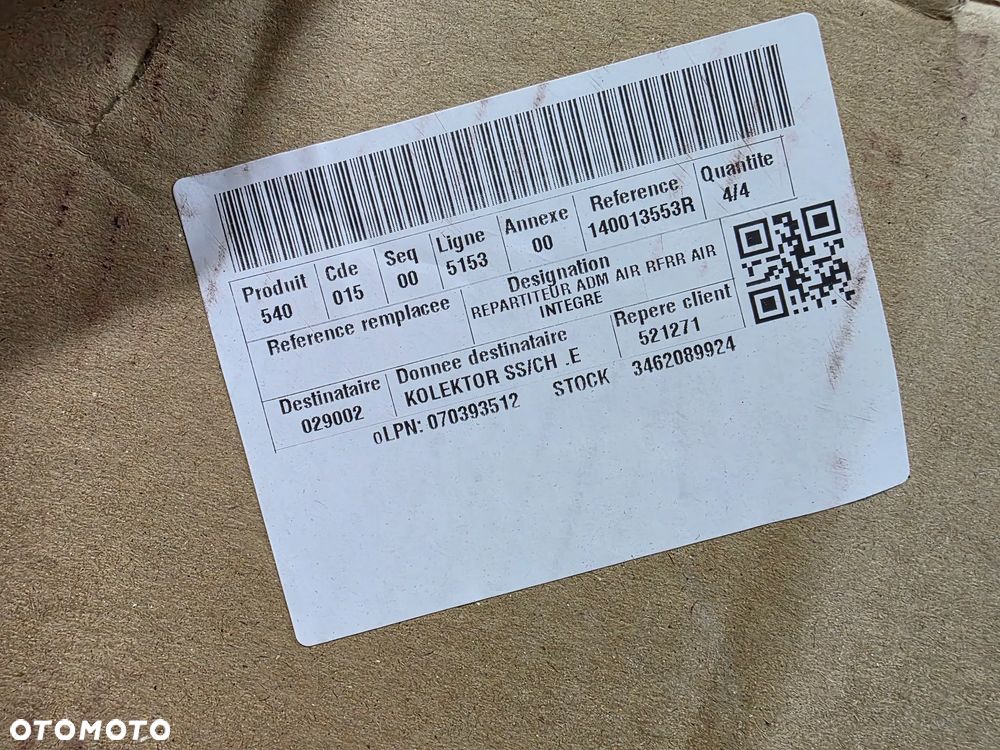 Produit Cde Seq Ligne Annexe Reference Quantite
540 015 00 5153 00 140013553R 4/4
Reference remplacee Designation
REPARTITEUR ADM AIR RFRR AIR
INTEGRE
Destinataire Donnee destinataire Repere client
029002 KOLEKTOR SS/CH .E 521271
oLPN: 070393512 STOCK 3462089924
OTOMOTO